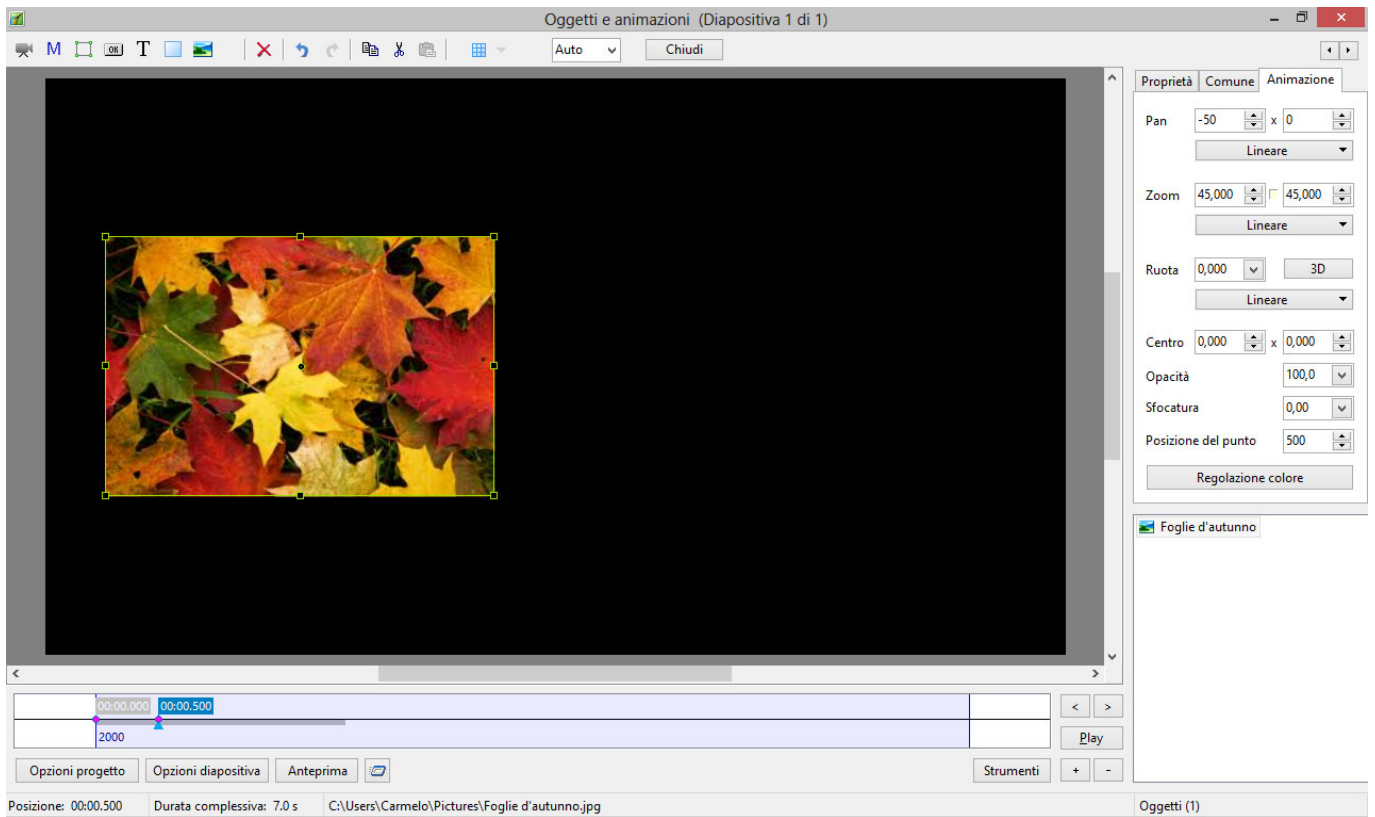 Oggetti e animazioni (Diapositiva 1 di 1)
M OK T Auto Chiudi
Proprietà Comune Animazione
Pan -50 x 0
Lineare
Zoom 45,000 45,000
Lineare
Ruota 0,000 3D
Lineare
Centro 0,000 x 0,000
Opacità 100,0
Sfocatura 0,00
Posizione del punto 500
Regolazione colore
Foglie d'autunno
00:00.000 00:00.500
2000
< >
Play
Opzioni progetto Opzioni diapositiva Anteprima Strumenti + -
Posizione: 00:00.500 Durata complessiva: 7.0 s C:\Users\Carmelo\Pictures\Foglie d'autunno.jpg Oggetti (1)